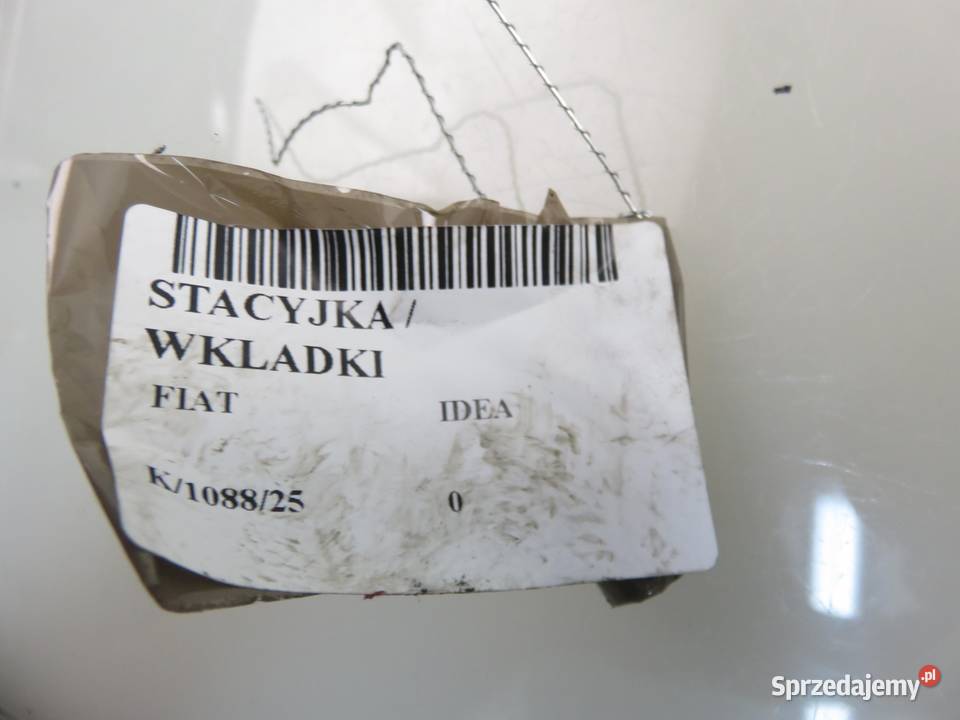 STACYJKA /
WKLADKI
FIAT IDEA
K/1088/25 0
Sprzedajemy.pl